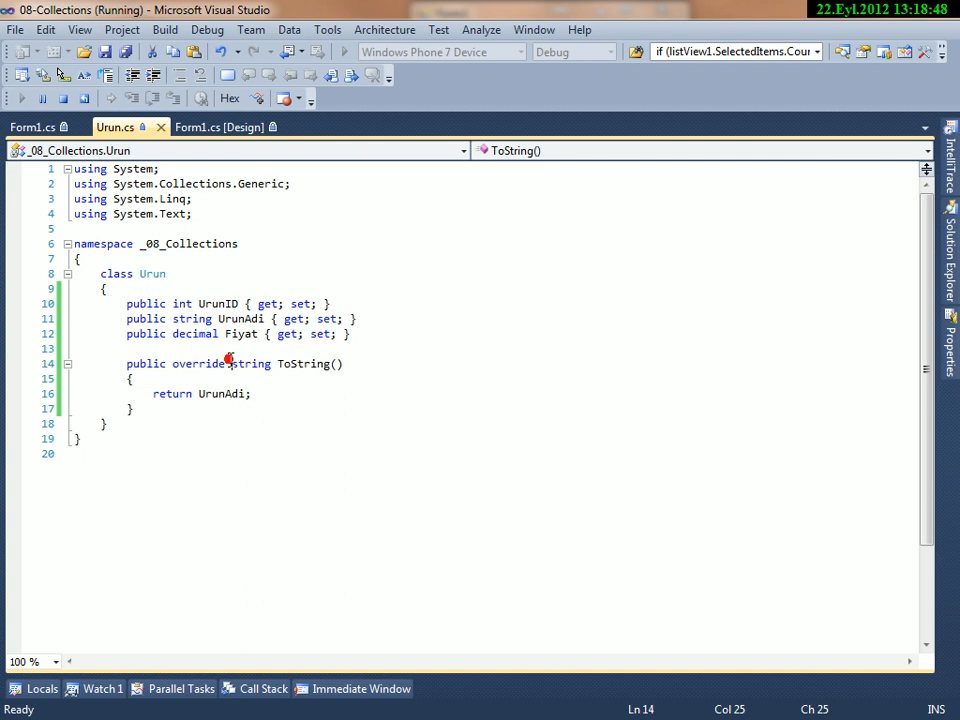 08-Collections (Running) - Microsoft Visual Studio
22.Eyl.2012 13:18:48
File Edit View Project Build Debug Team Data Tools Architecture Test Analyze Window Help
Windows Phone 7 Device Debug if (listView1.SelectedItems.Cour
Hex
Form1.cs Urun.cs Form1.cs [Design]
_08_Collections.Urun ToString()
1 using System;
2 using System.Collections.Generic;
3 using System.Linq;
4 using System.Text;
5
6 namespace _08_Collections
7 {
8 class Urun
9 {
10 public int UrunID { get; set; }
11 public string UrunAdi { get; set; }
12 public decimal Fiyat { get; set; }
13
14 public override string ToString()
15 {
16 return UrunAdi;
17 }
18 }
19 }
20
IntelliTrace
Solution Explorer
Properties
100 %
Locals Watch 1 Parallel Tasks Call Stack Immediate Window
Ready Ln 14 Col 25 Ch 25 INS